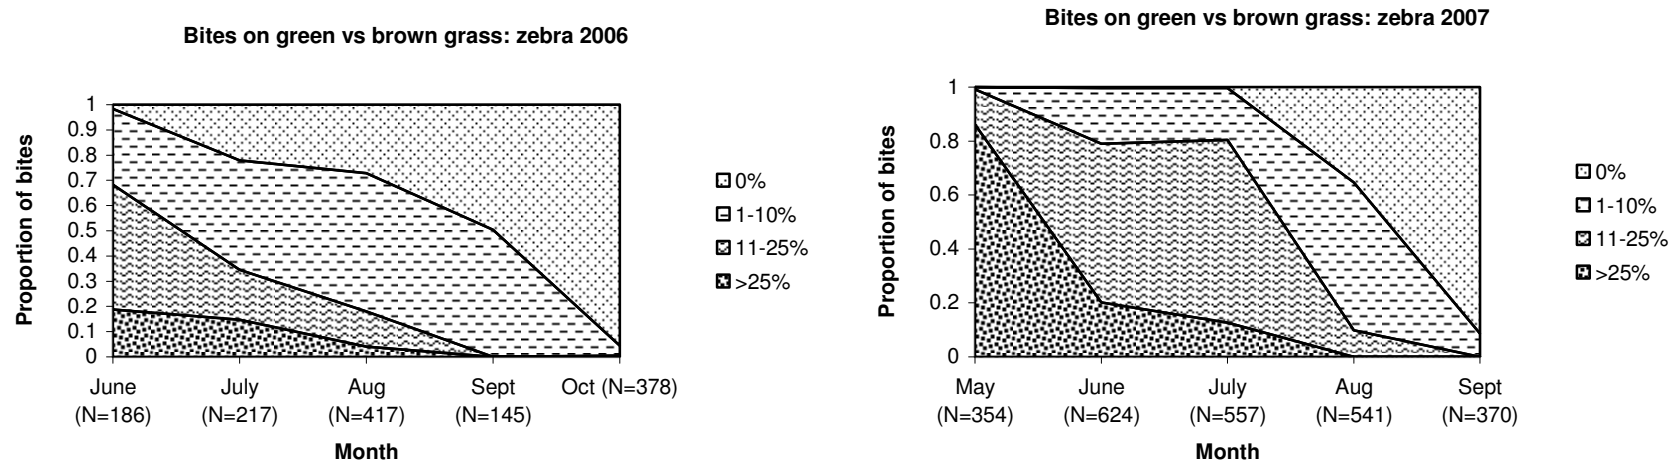 Bites on green vs brown grass: zebra 2006
Proportion of bites
1
0.9
0.8
0.7
0.6
0.5
0.4
0.3
0.2
0.1
0
June
(N=186)
July
(N=217)
Aug
(N=417)
Sept
(N=145)
Oct (N=378)
Month
0%
1-10%
11-25%
>25%
Bites on green vs brown grass: zebra 2007
Proportion of bites
1
0.8
0.6
0.4
0.2
0
May
(N=354)
June
(N=624)
July
(N=557)
Aug
(N=541)
Sept
(N=370)
Month
0%
1-10%
11-25%
>25%